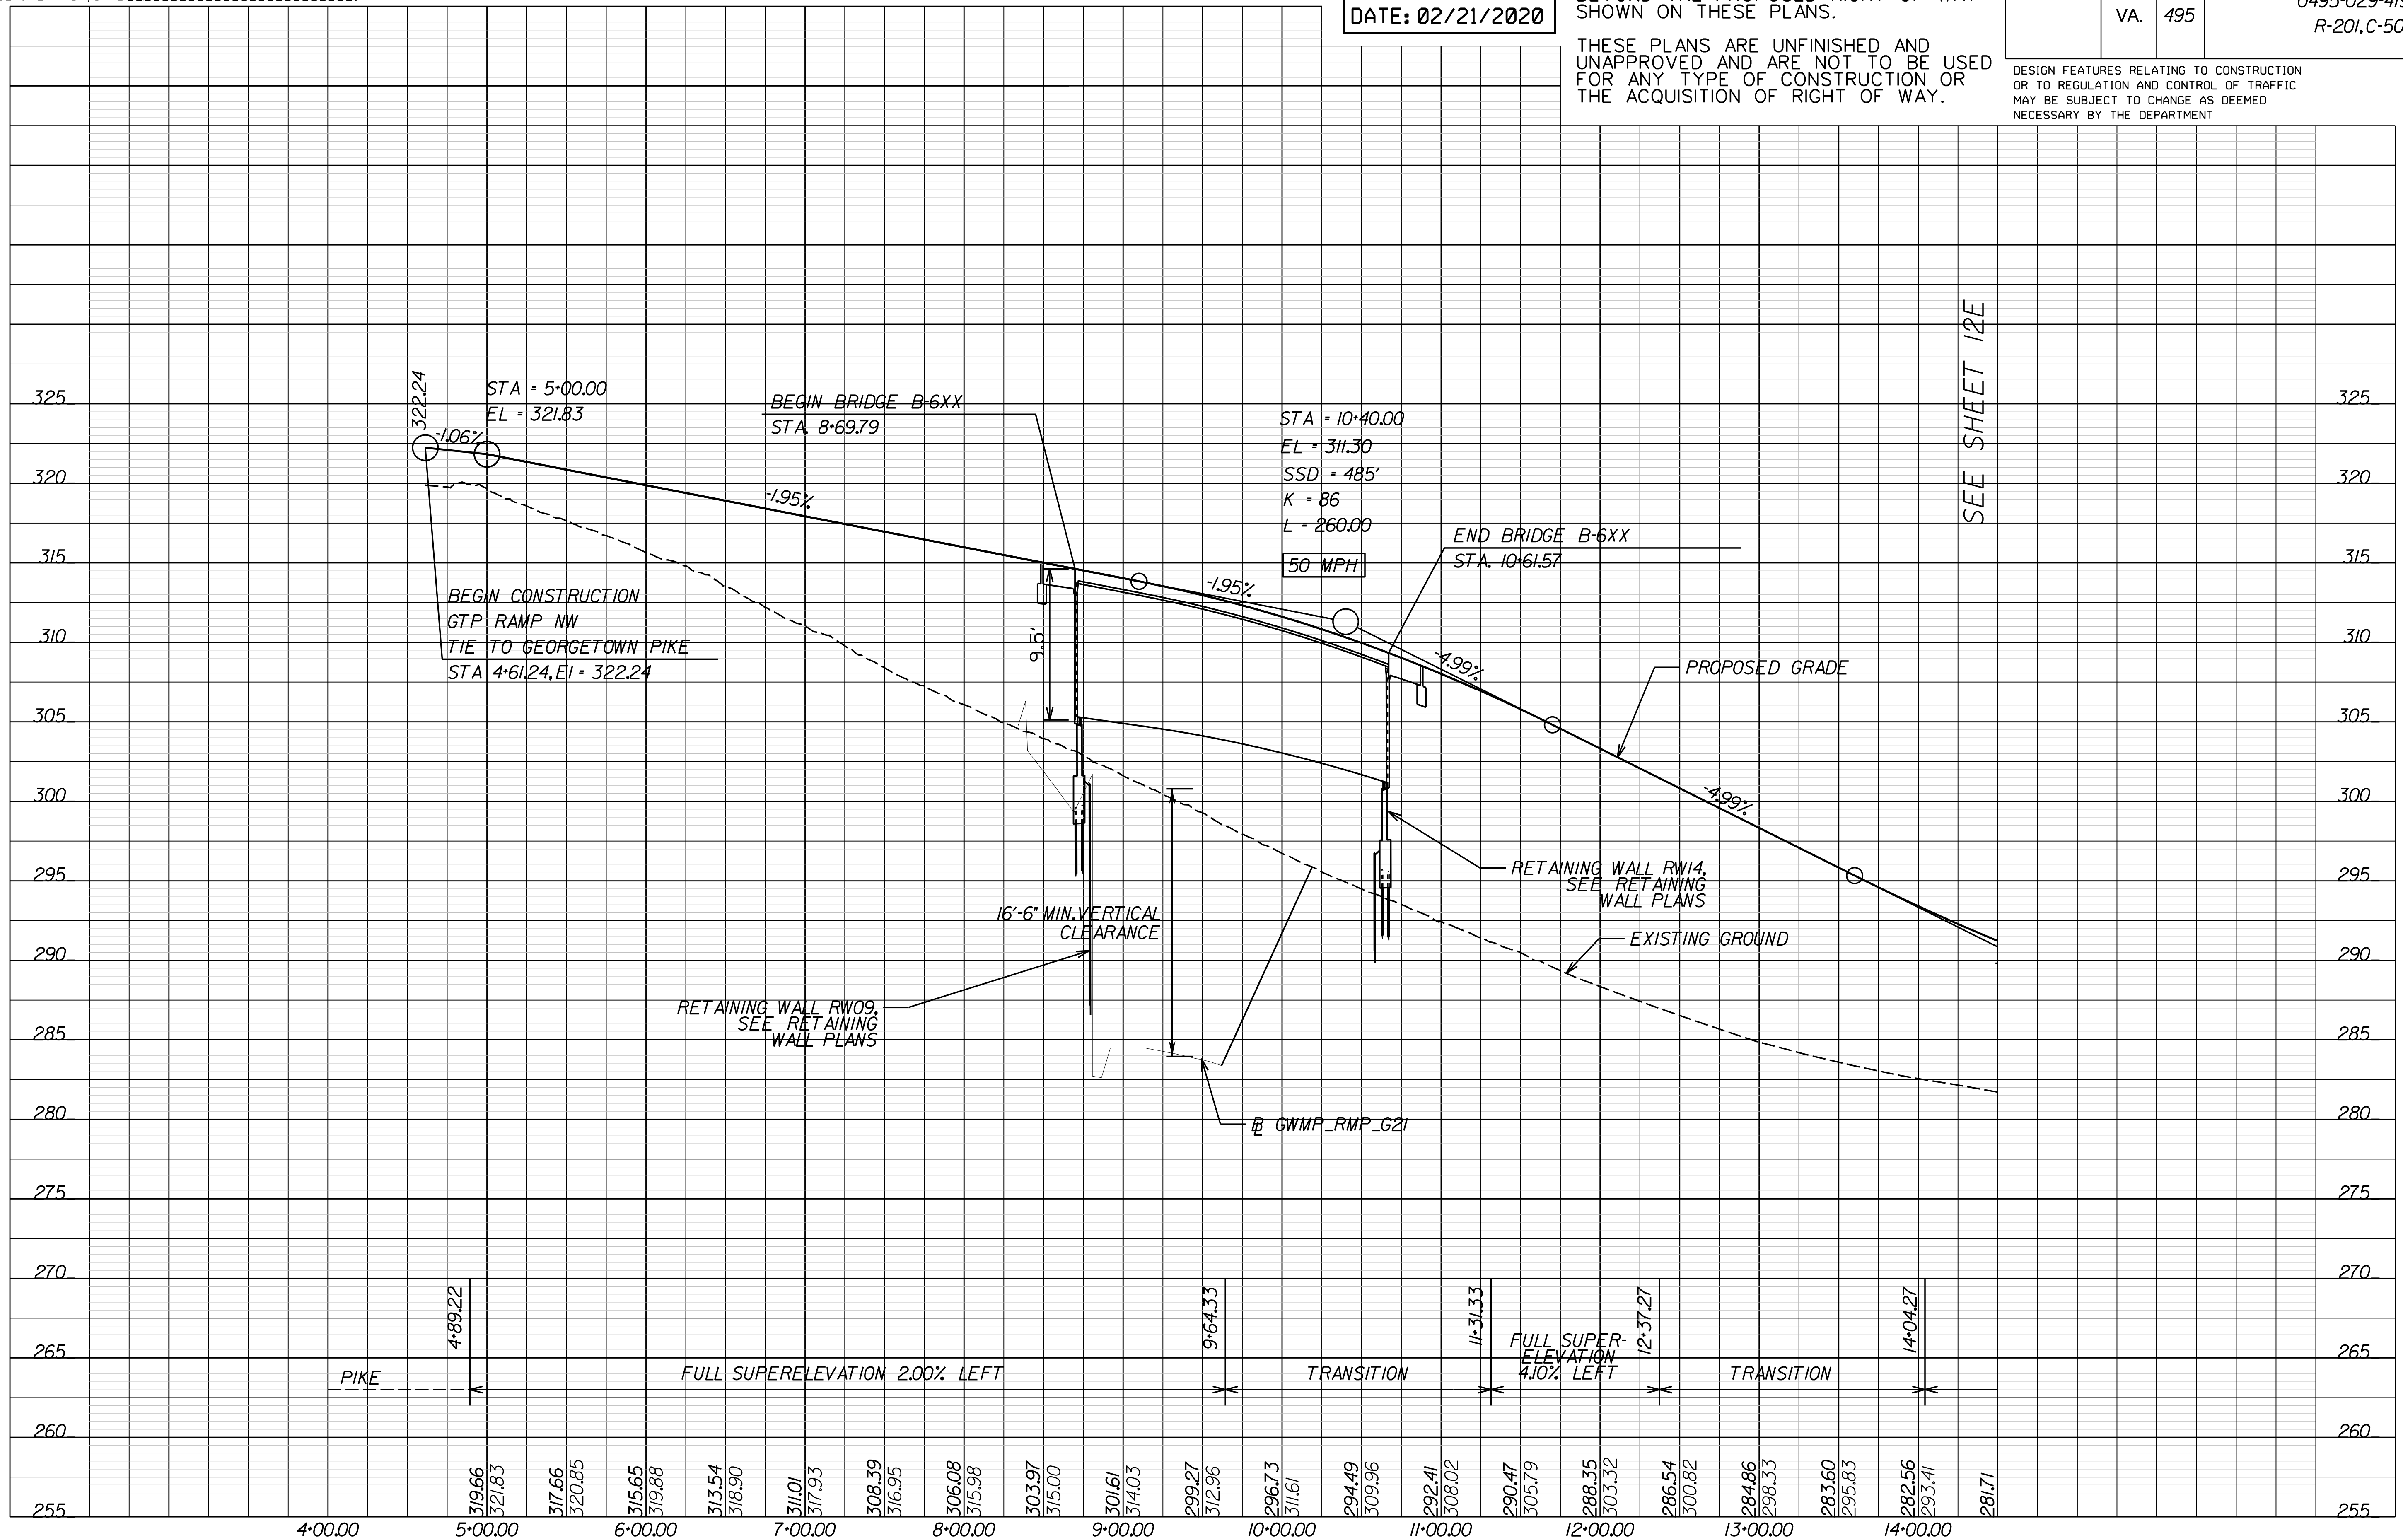 DATE: 02/21/2020
SHOWN ON THESE PLANS.
THESE PLANS ARE UNFINISHED AND
UNAPPROVED AND ARE NOT TO BE USED
FOR ANY TYPE OF CONSTRUCTION OR
THE ACQUISITION OF RIGHT OF WAY.
VA.
495
R-201, C-50
DESIGN FEATURES RELATING TO CONSTRUCTION
OR TO REGULATION AND CONTROL OF TRAFFIC
MAY BE SUBJECT TO CHANGE AS DEEMED
NECESSARY BY THE DEPARTMENT
SEE SHEET 12E
325
320
315
310
305
300
295
290
285
280
275
270
265
260
255
322.24
-1.06%
STA = 5+00.00
EL = 321.83
-1.95%
BEGIN BRIDGE B-6XX
STA. 8+69.79
STA = 10+40.00
EL = 311.30
SSD = 485'
K = 86
L = 260.00
50 MPH
-1.95%
END BRIDGE B-6XX
STA. 10+61.57
BEGIN CONSTRUCTION
GTP RAMP NW
TIE TO GEORGETOWN PIKE
STA 4+61.24, El = 322.24
9.5'
-4.99%
PROPOSED GRADE
-4.99%
RETAINING WALL RW14,
SEE RETAINING
WALL PLANS
16'-6" MIN. VERTICAL
CLEARANCE
EXISTING GROUND
RETAINING WALL RW09,
SEE RETAINING
WALL PLANS
BL GWMP_RMP_G21
325
320
315
310
305
300
295
290
285
280
275
270
265
260
255
4+89.22
9+64.33
11+31.33
12+37.27
14+04.27
PIKE
FULL SUPERELEVATION 2.00% LEFT
TRANSITION
FULL SUPER-
ELEVATION
4.10% LEFT
TRANSITION
319.66
321.83
317.66
320.85
315.65
319.88
313.54
318.90
311.01
317.93
308.39
316.95
306.08
315.98
303.97
315.00
301.61
314.03
299.27
312.96
296.73
311.61
294.49
309.96
292.41
308.02
290.47
305.79
288.35
303.32
286.54
300.82
284.86
298.33
283.60
295.83
282.56
293.41
281.71
4+00.00
5+00.00
6+00.00
7+00.00
8+00.00
9+00.00
10+00.00
11+00.00
12+00.00
13+00.00
14+00.00